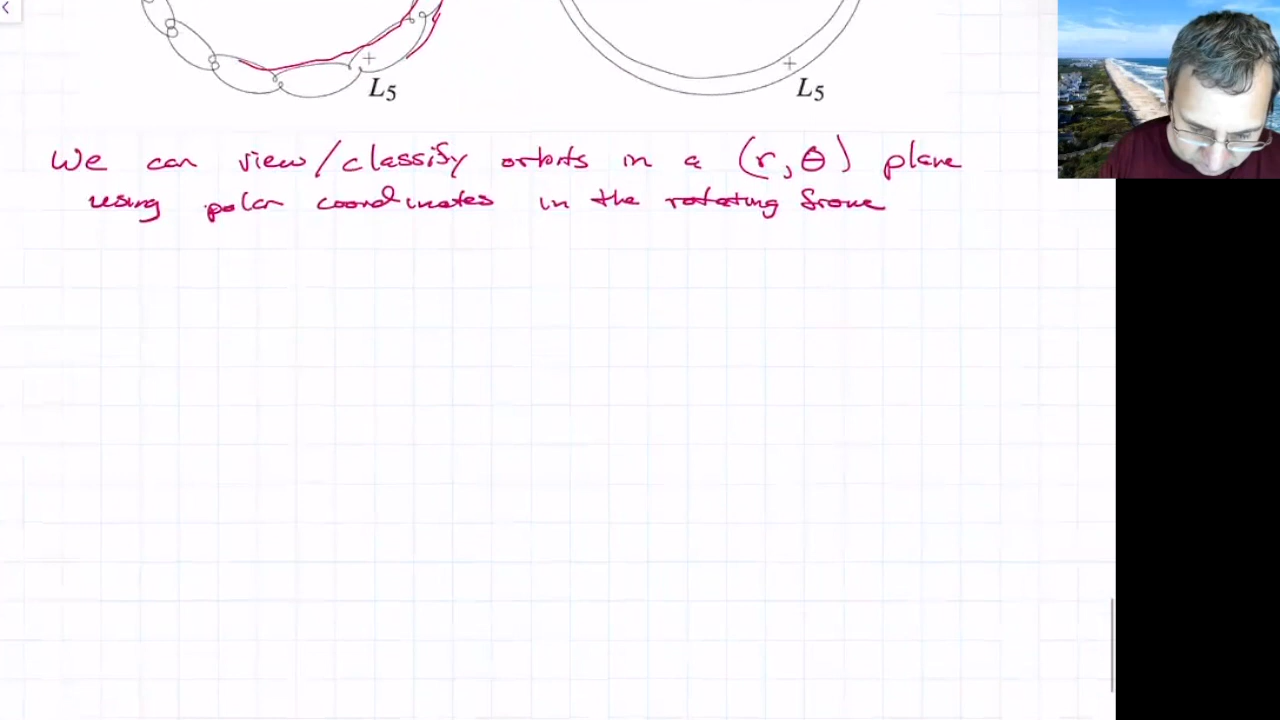 L5 L5
We can view/classify orbits in a (r, θ) plane
using polar coordinates in the rotating frame